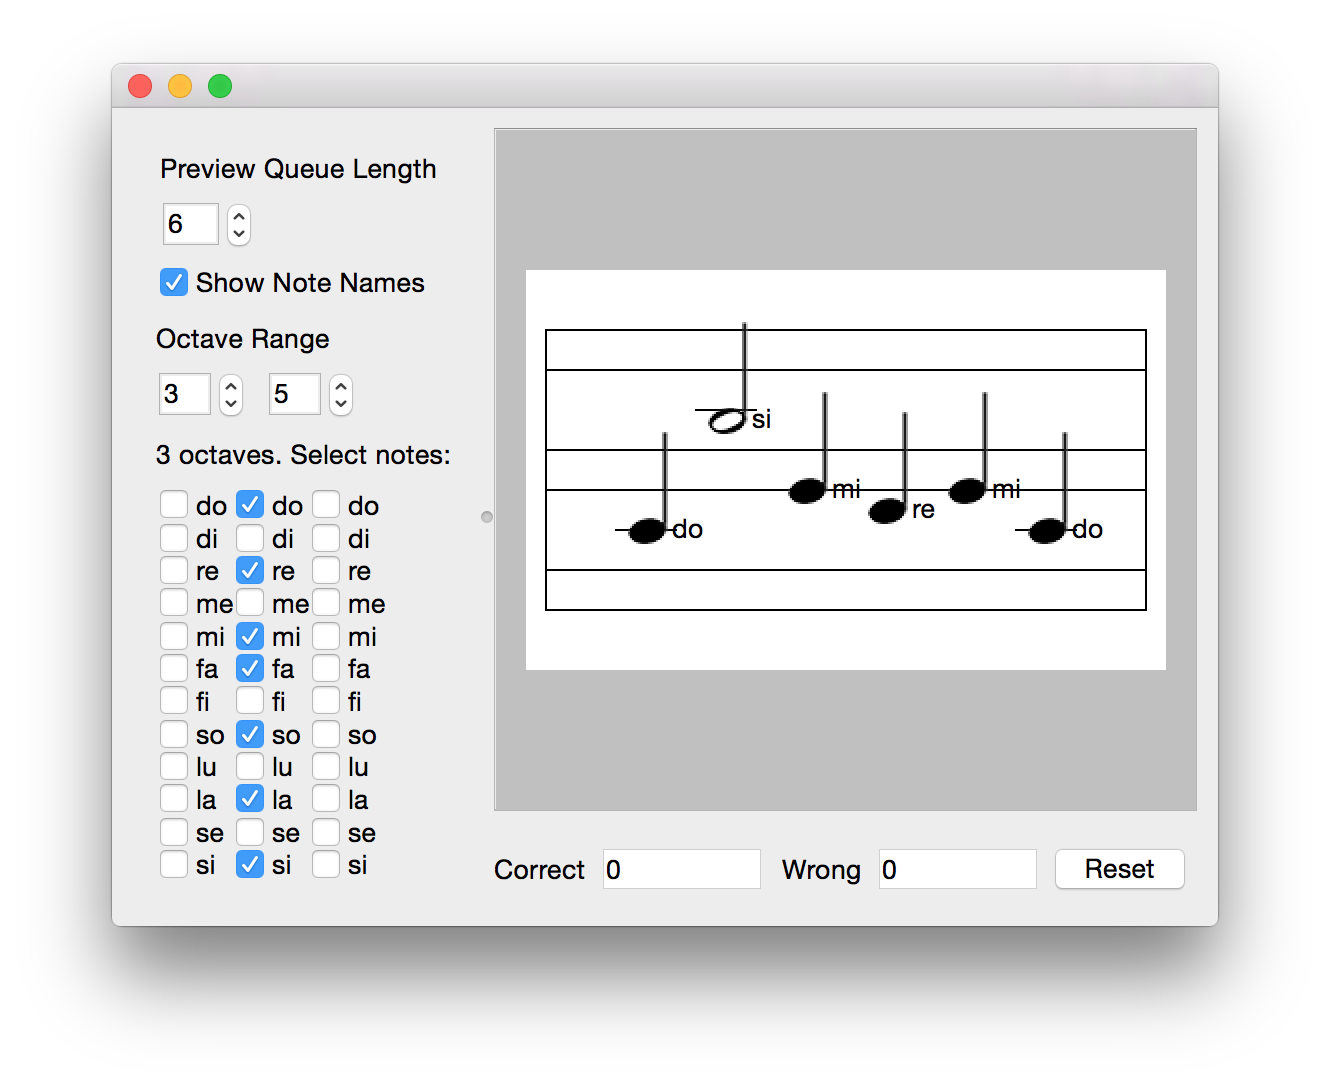 Preview Queue Length
6
Show Note Names
Octave Range
3 5
3 octaves. Select notes:
do do do
di di di
re re re
me me me
mi mi mi
fa fa fa
fi fi fi
so so so
lu lu lu
la la la
se se se
si si si
si
mi mi
re
do do
Correct 0 Wrong 0 Reset